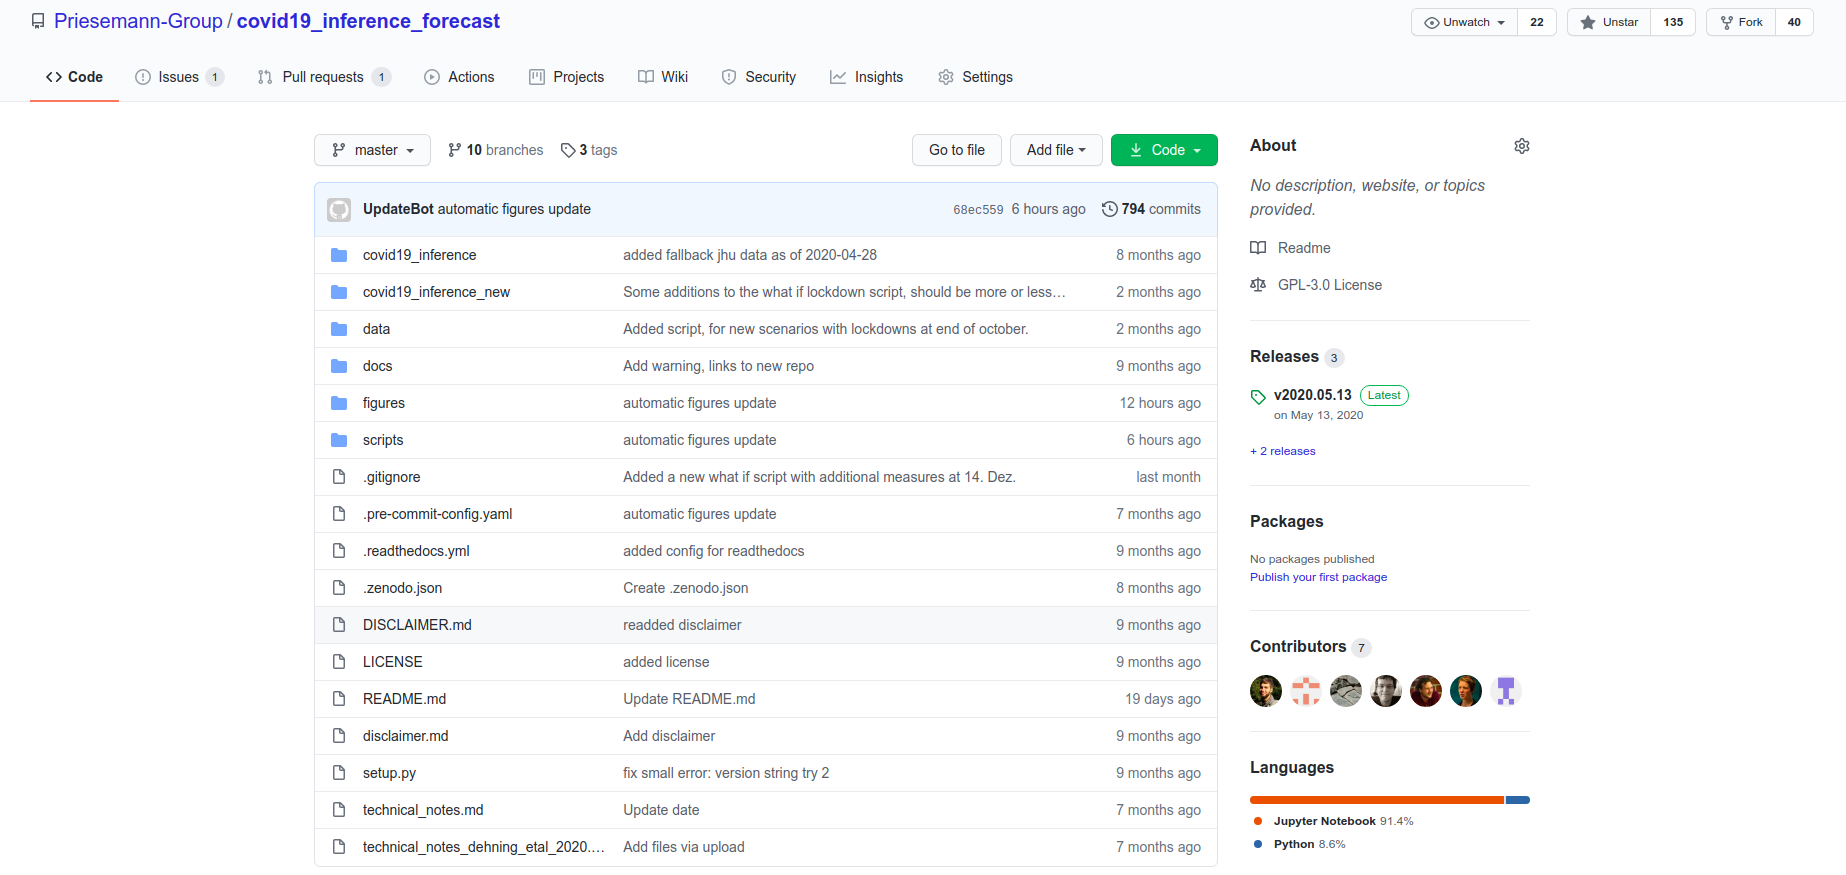 Priesemann-Group / covid19_inference_forecast
Unwatch 22 Unstar 135 Fork 40
Code Issues 1 Pull requests 1 Actions Projects Wiki Security Insights Settings
master 10 branches 3 tags Go to file Add file Code
UpdateBot automatic figures update 68ec559 6 hours ago 794 commits
covid19_inference added fallback jhu data as of 2020-04-28 8 months ago
covid19_inference_new Some additions to the what if lockdown script, should be more or less… 2 months ago
data Added script, for new scenarios with lockdowns at end of october. 2 months ago
docs Add warning, links to new repo 9 months ago
figures automatic figures update 12 hours ago
scripts automatic figures update 6 hours ago
.gitignore Added a new what if script with additional measures at 14. Dez. last month
.pre-commit-config.yaml automatic figures update 7 months ago
.readthedocs.yml added config for readthedocs 9 months ago
.zenodo.json Create .zenodo.json 8 months ago
DISCLAIMER.md readded disclaimer 9 months ago
LICENSE added license 9 months ago
README.md Update README.md 19 days ago
disclaimer.md Add disclaimer 9 months ago
setup.py fix small error: version string try 2 9 months ago
technical_notes.md Update date 7 months ago
technical_notes_dehning_etal_2020.… Add files via upload 7 months ago
About
No description, website, or topics
provided.
Readme
GPL-3.0 License
Releases 3
v2020.05.13 Latest
on May 13, 2020
+ 2 releases
Packages
No packages published
Publish your first package
Contributors 7
Languages
Jupyter Notebook 91.4%
Python 8.6%